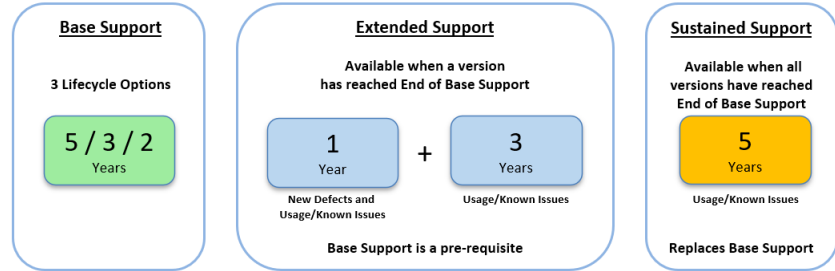 Base Support
3 Lifecycle Options
5 / 3 / 2
Years
Extended Support
Available when a version
has reached End of Base Support
1
Year
+
3
Years
New Defects and
Usage/Known Issues
Usage/Known Issues
Base Support is a pre-requisite
Sustained Support
Available when all
versions have reached
End of Base Support
5
Years
Usage/Known Issues
Replaces Base Support